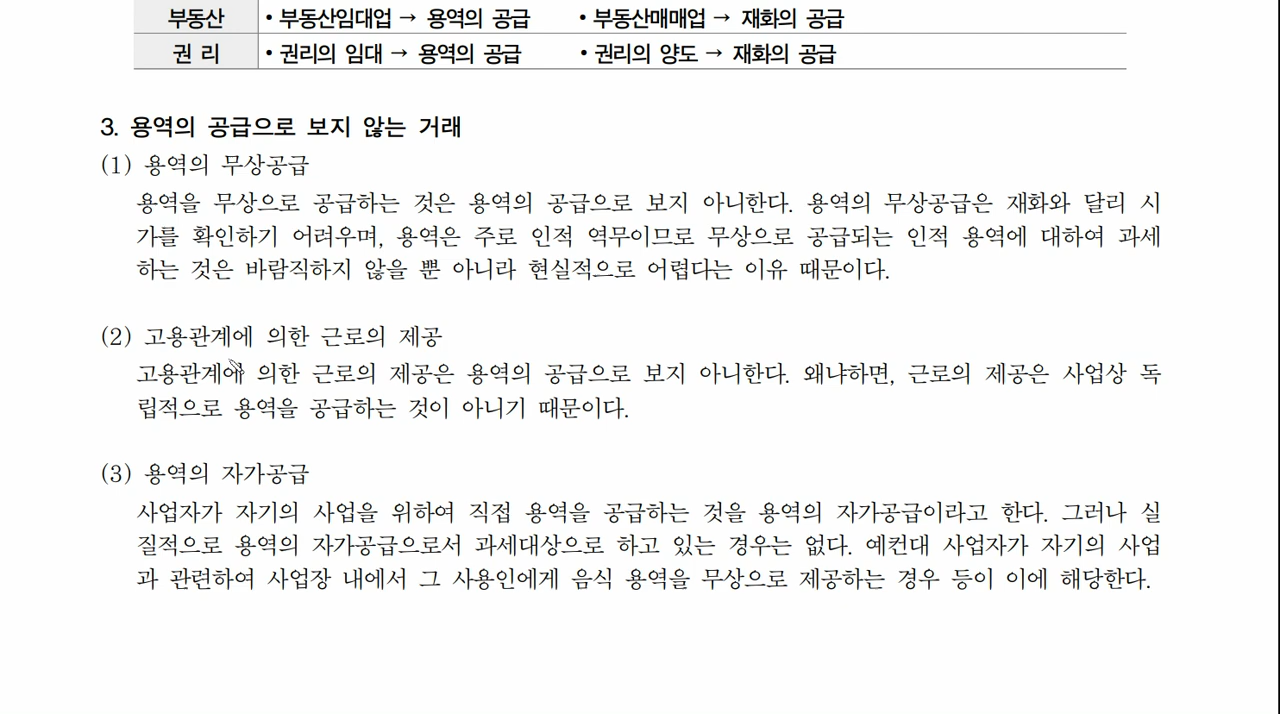 부동산 • 부동산임대업 → 용역의 공급 • 부동산매매업 → 재화의 공급
권 리 • 권리의 임대 → 용역의 공급 • 권리의 양도 → 재화의 공급
3. 용역의 공급으로 보지 않는 거래
(1) 용역의 무상공급
용역을 무상으로 공급하는 것은 용역의 공급으로 보지 아니한다. 용역의 무상공급은 재화와 달리 시
가를 확인하기 어려우며, 용역은 주로 인적 역무이므로 무상으로 공급되는 인적 용역에 대하여 과세
하는 것은 바람직하지 않을 뿐 아니라 현실적으로 어렵다는 이유 때문이다.
(2) 고용관계에 의한 근로의 제공
고용관계에 의한 근로의 제공은 용역의 공급으로 보지 아니한다. 왜냐하면, 근로의 제공은 사업상 독
립적으로 용역을 공급하는 것이 아니기 때문이다.
(3) 용역의 자가공급
사업자가 자기의 사업을 위하여 직접 용역을 공급하는 것을 용역의 자가공급이라고 한다. 그러나 실
질적으로 용역의 자가공급으로서 과세대상으로 하고 있는 경우는 없다. 예컨대 사업자가 자기의 사업
과 관련하여 사업장 내에서 그 사용인에게 음식 용역을 무상으로 제공하는 경우 등이 이에 해당한다.